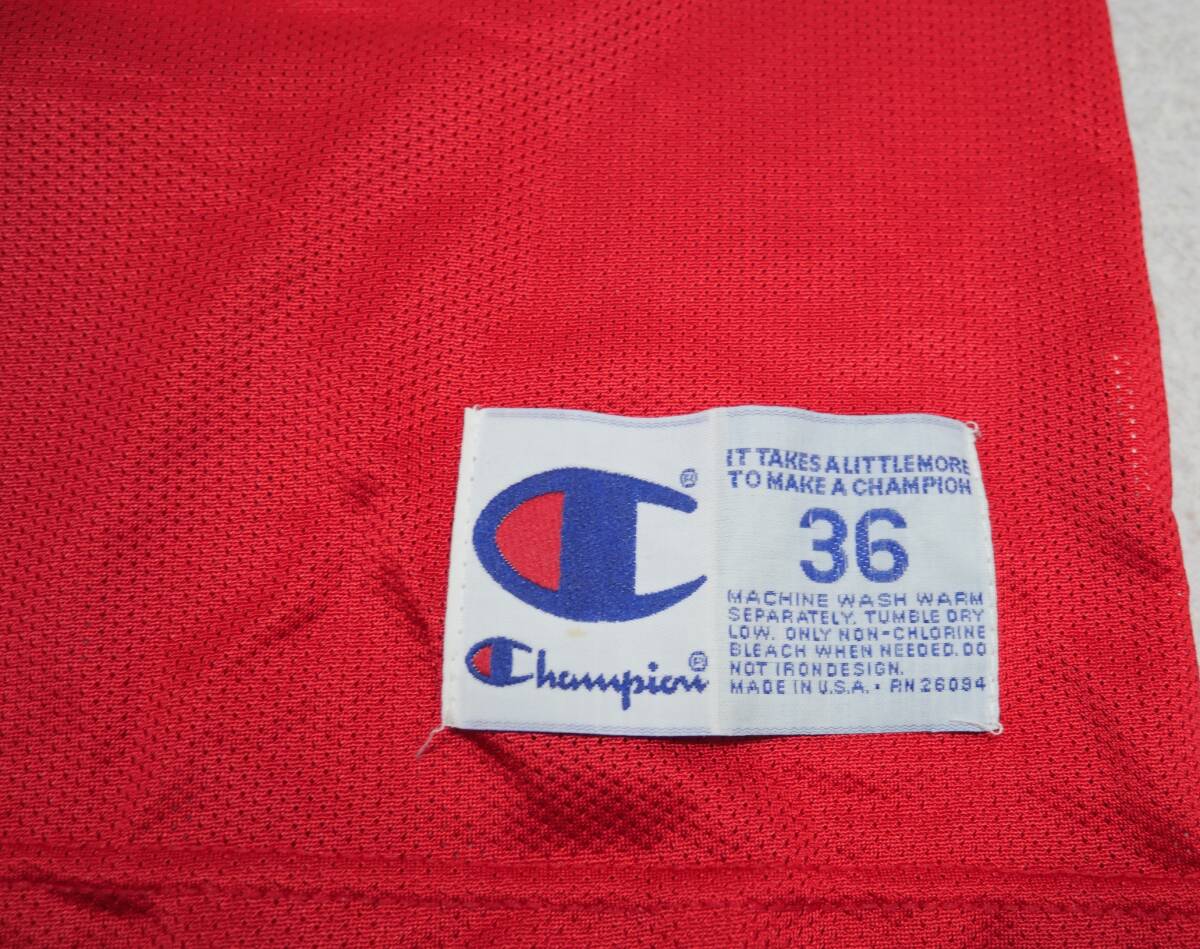 Champion®
®
IT TAKES A LITTLE MORE
TO MAKE A CHAMPION
36
MACHINE WASH WARM
SEPARATELY. TUMBLE DRY
LOW. ONLY NON-CHLORINE
BLEACH WHEN NEEDED. DO
NOT IRON DESIGN.
MADE IN U.S.A. • RN 26094